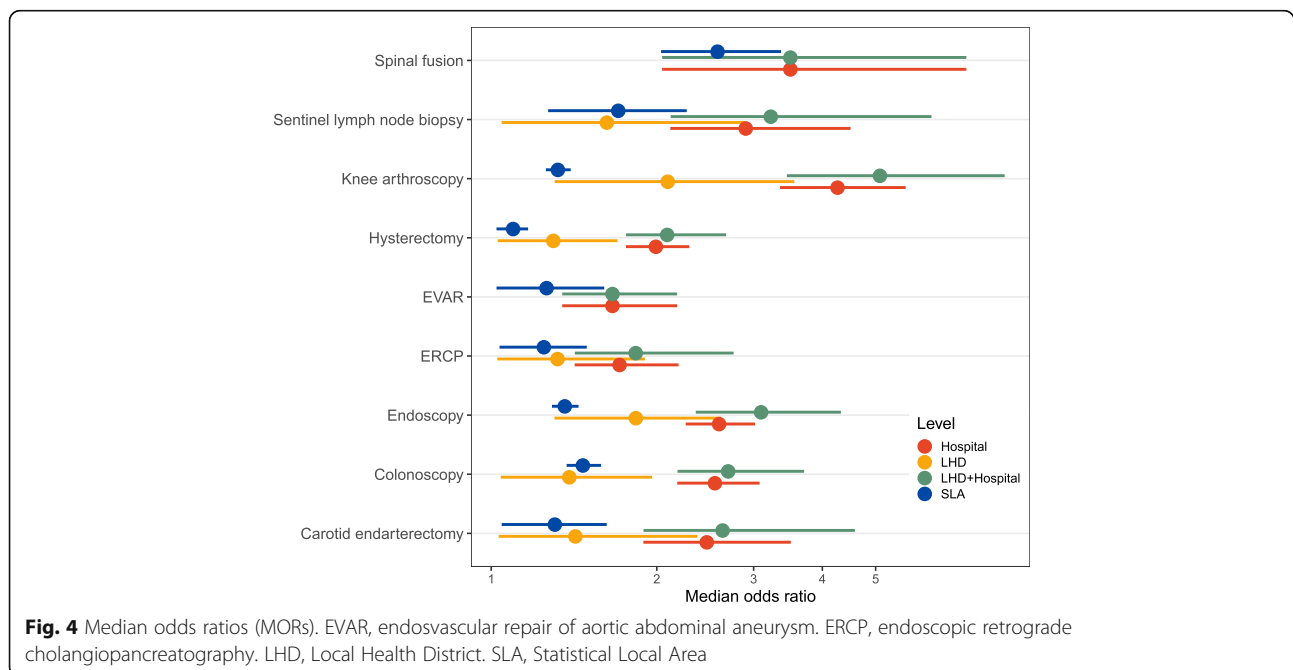 Spinal fusion
Sentinel lymph node biopsy
Knee arthroscopy
Hysterectomy
EVAR
ERCP
Endoscopy
Colonoscopy
Carotid endarterectomy
Level
Hospital
LHD
LHD+Hospital
SLA
1 2 3 4 5
Median odds ratio
Fig. 4 Median odds ratios (MORs). EVAR, endosvascular repair of aortic abdominal aneurysm. ERCP, endoscopic retrograde
cholangiopancreatography. LHD, Local Health District. SLA, Statistical Local Area